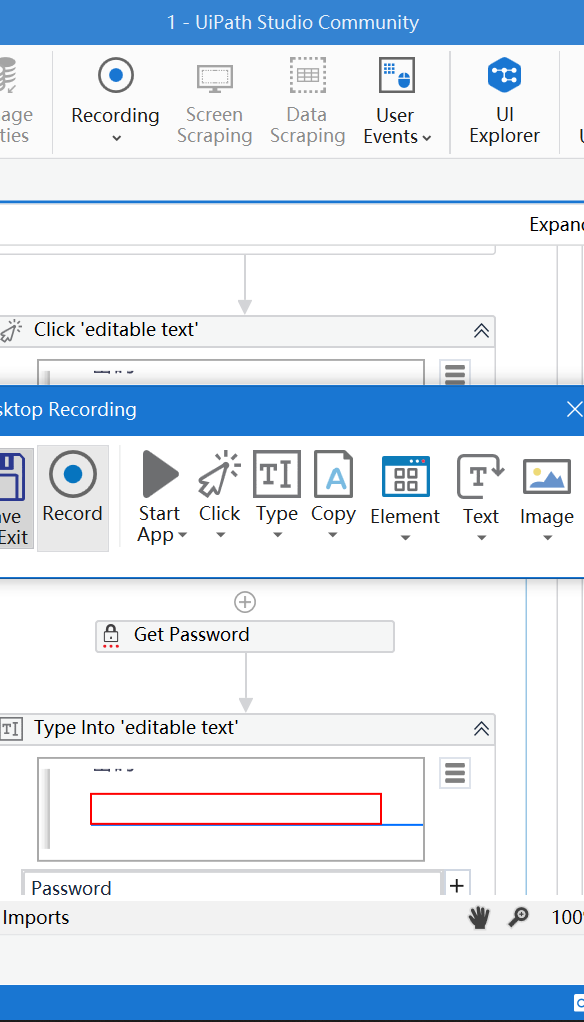 1 - UiPath Studio Community
age
ties
Recording
Screen
Scraping
Data
Scraping
User
Events
UI
Explorer
Expand
Click 'editable text'
sktop Recording
ve
Exit
Record
Start
App
Click
Type
Copy
Element
Text
Image
Get Password
Type Into 'editable text'
Password
Imports
100%